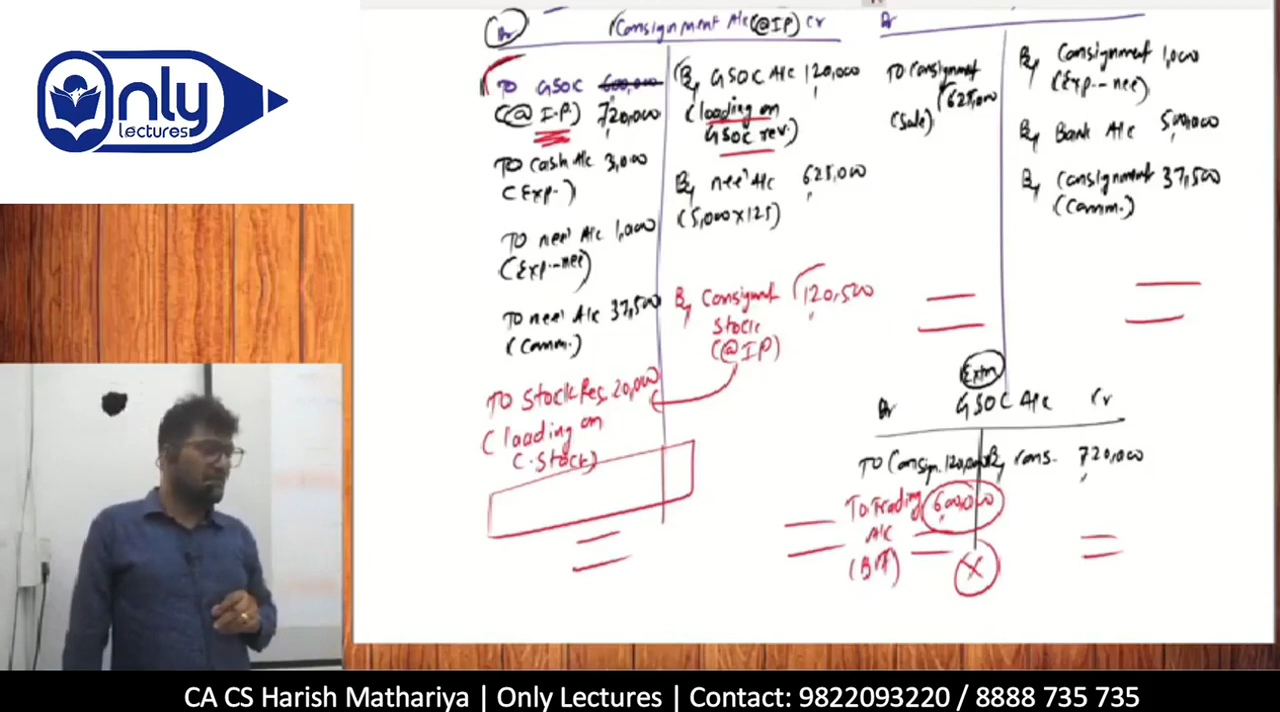 Only
Lectures
Dr Consignment A/c (@IP) Cr
To GSOC 600,000
(@ I.P) 720,000
To Cash A/c 3,000
(Exp.)
To nee' A/c 1,000
(Exp.-nee)
To nee' A/c 37,500
(Comm.)
To Stock Res. 20,000
(loading on
C.Stock)
By GSOC A/c 120,000
(loading on
GSOC rev.)
By nee' A/c 625,000
(5,000x125)
By Consignment 120,500
Stock
(@IP)
Dr
To Consignment
625,000
(Sale)
By Consignment 1,000
(Exp.-nee)
By Bank A/c 500,000
By Consignment 37,500
(Comm.)
Extra
Dr GSOC A/c Cr
To Consign. 120,000 By Cons. 720,000
To Trading 600,000
A/c
(B/f)
CA CS Harish Mathariya | Only Lectures | Contact: 9822093220 / 8888 735 735